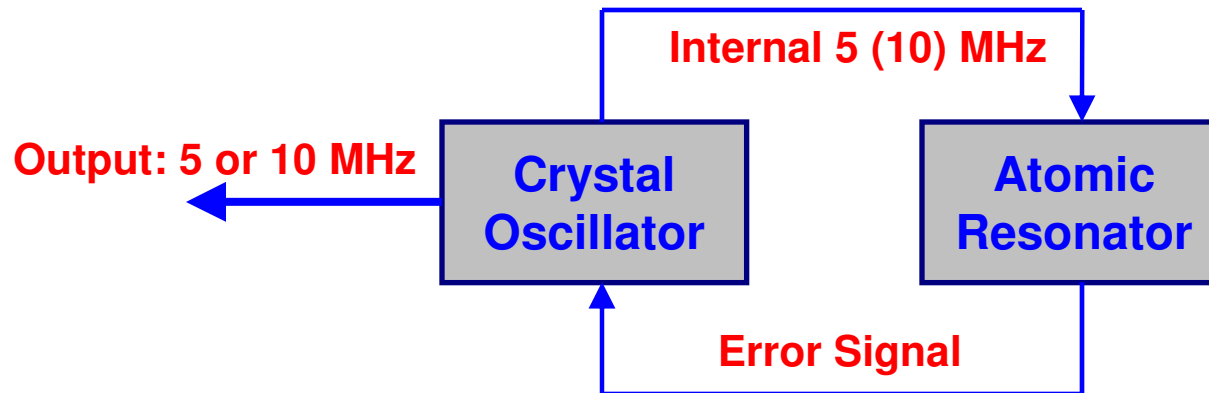 Internal 5 (10) MHz
Output: 5 or 10 MHz
Crystal
Oscillator
Atomic
Resonator
Error Signal